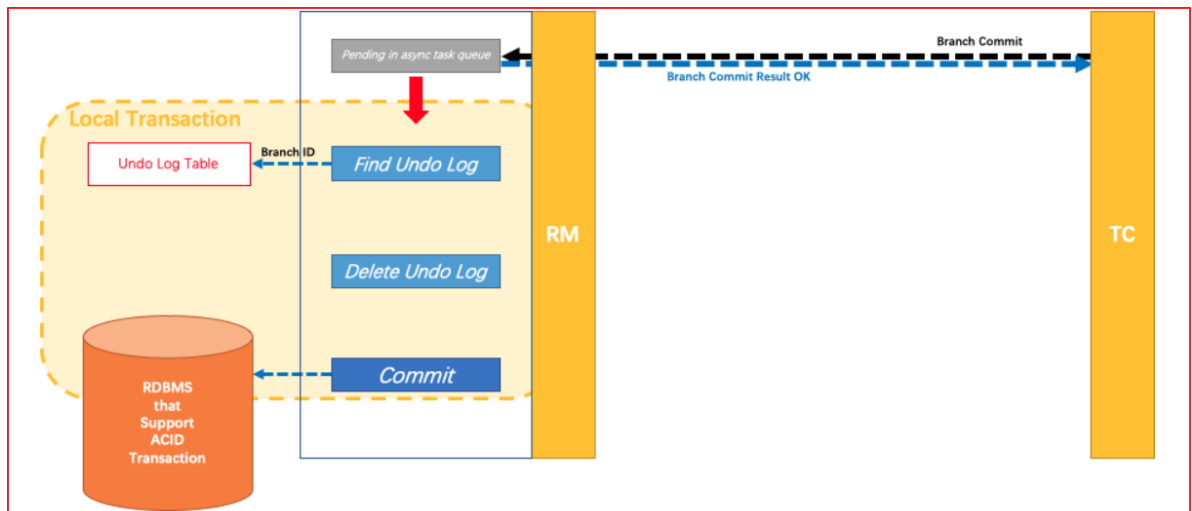 Branch Commit
Pending in async task queue
Branch Commit Result OK
Local Transaction
Branch ID
Undo Log Table
Find Undo Log
RM
TC
Delete Undo Log
Commit
RDBMS
that
Support
ACID
Transaction